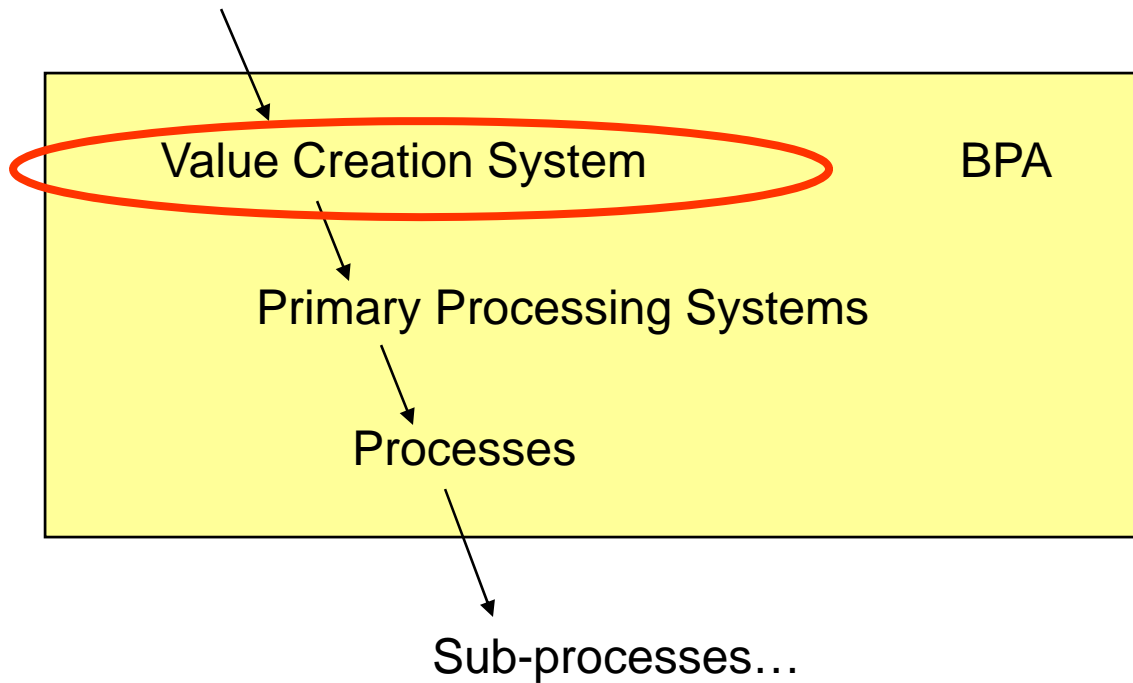 Value Creation System BPA
Primary Processing Systems
Processes
Sub-processes…